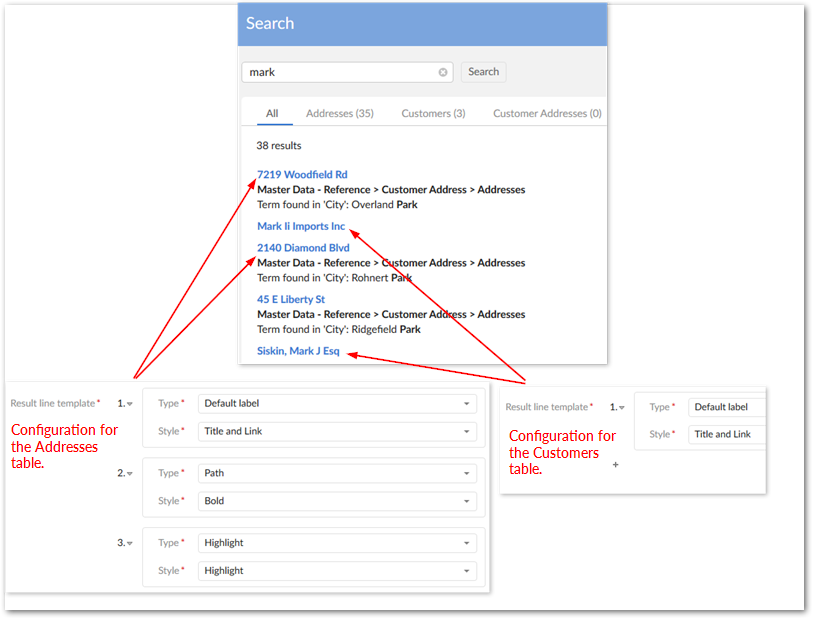 Search
mark
Search
All Addresses (35) Customers (3) Customer Addresses (0)
38 results
7219 Woodfield Rd
Master Data - Reference > Customer Address > Addresses
Term found in 'City': Overland Park
Mark Ii Imports Inc
2140 Diamond Blvd
Master Data - Reference > Customer Address > Addresses
Term found in 'City': Rohnert Park
45 E Liberty St
Master Data - Reference > Customer Address > Addresses
Term found in 'City': Ridgefield Park
Siskin, Mark J Esq
Result line template * 1. Type * Default label
Style * Title and Link
Configuration for
the Addresses
table.
2. Type * Path
Style * Bold
3. Type * Highlight
Style * Highlight
Result line template * 1. Type * Default label
Style * Title and Link
Configuration for
the Customers
table.
+